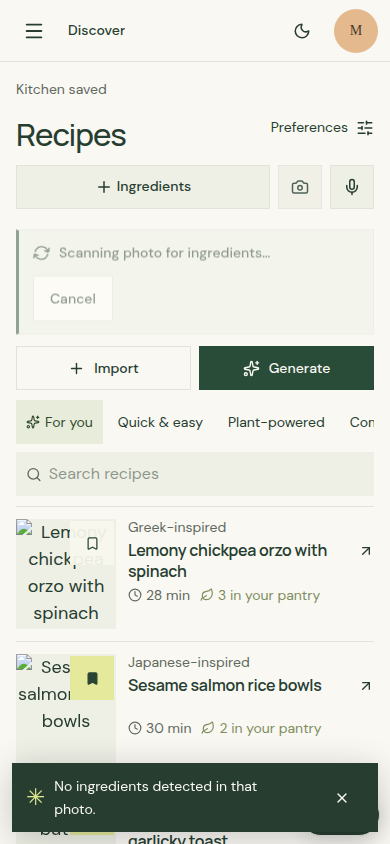 Discover
M
Kitchen saved
Recipes
Preferences
Ingredients
Scanning photo for ingredients…
Cancel
Import
Generate
For you
Quick & easy
Plant-powered
Search recipes
Lemony
chickpea
orzo with
spinach
Greek-inspired
Lemony chickpea orzo with
spinach
28 min
3 in your pantry
bowls
Japanese-inspired
Sesame salmon rice bowls
30 min
2 in your pantry
No ingredients detected in that
photo.
garlicky toast